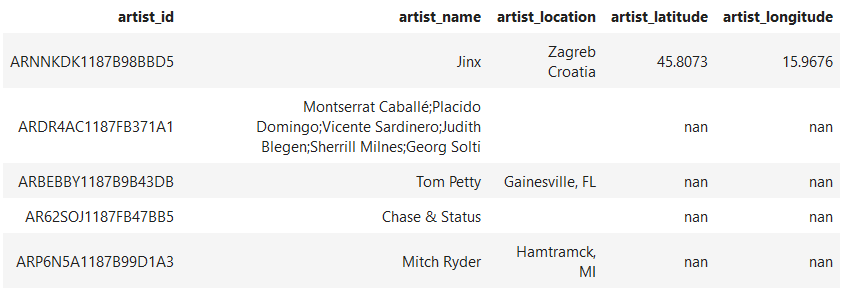 artist_id artist_name artist_location artist_latitude artist_longitude
ARNNKDK1187B98BBD5 Jinx Zagreb Croatia 45.8073 15.9676
ARDR4AC1187FB371A1 Montserrat Caballé;Placido Domingo;Vicente Sardinero;Judith Blegen;Sherrill Milnes;Georg Solti nan nan
ARBEBBY1187B9B43DB Tom Petty Gainesville, FL nan nan
AR62SOJ1187FB47BB5 Chase & Status nan nan
ARP6N5A1187B99D1A3 Mitch Ryder Hamtramck, MI nan nan